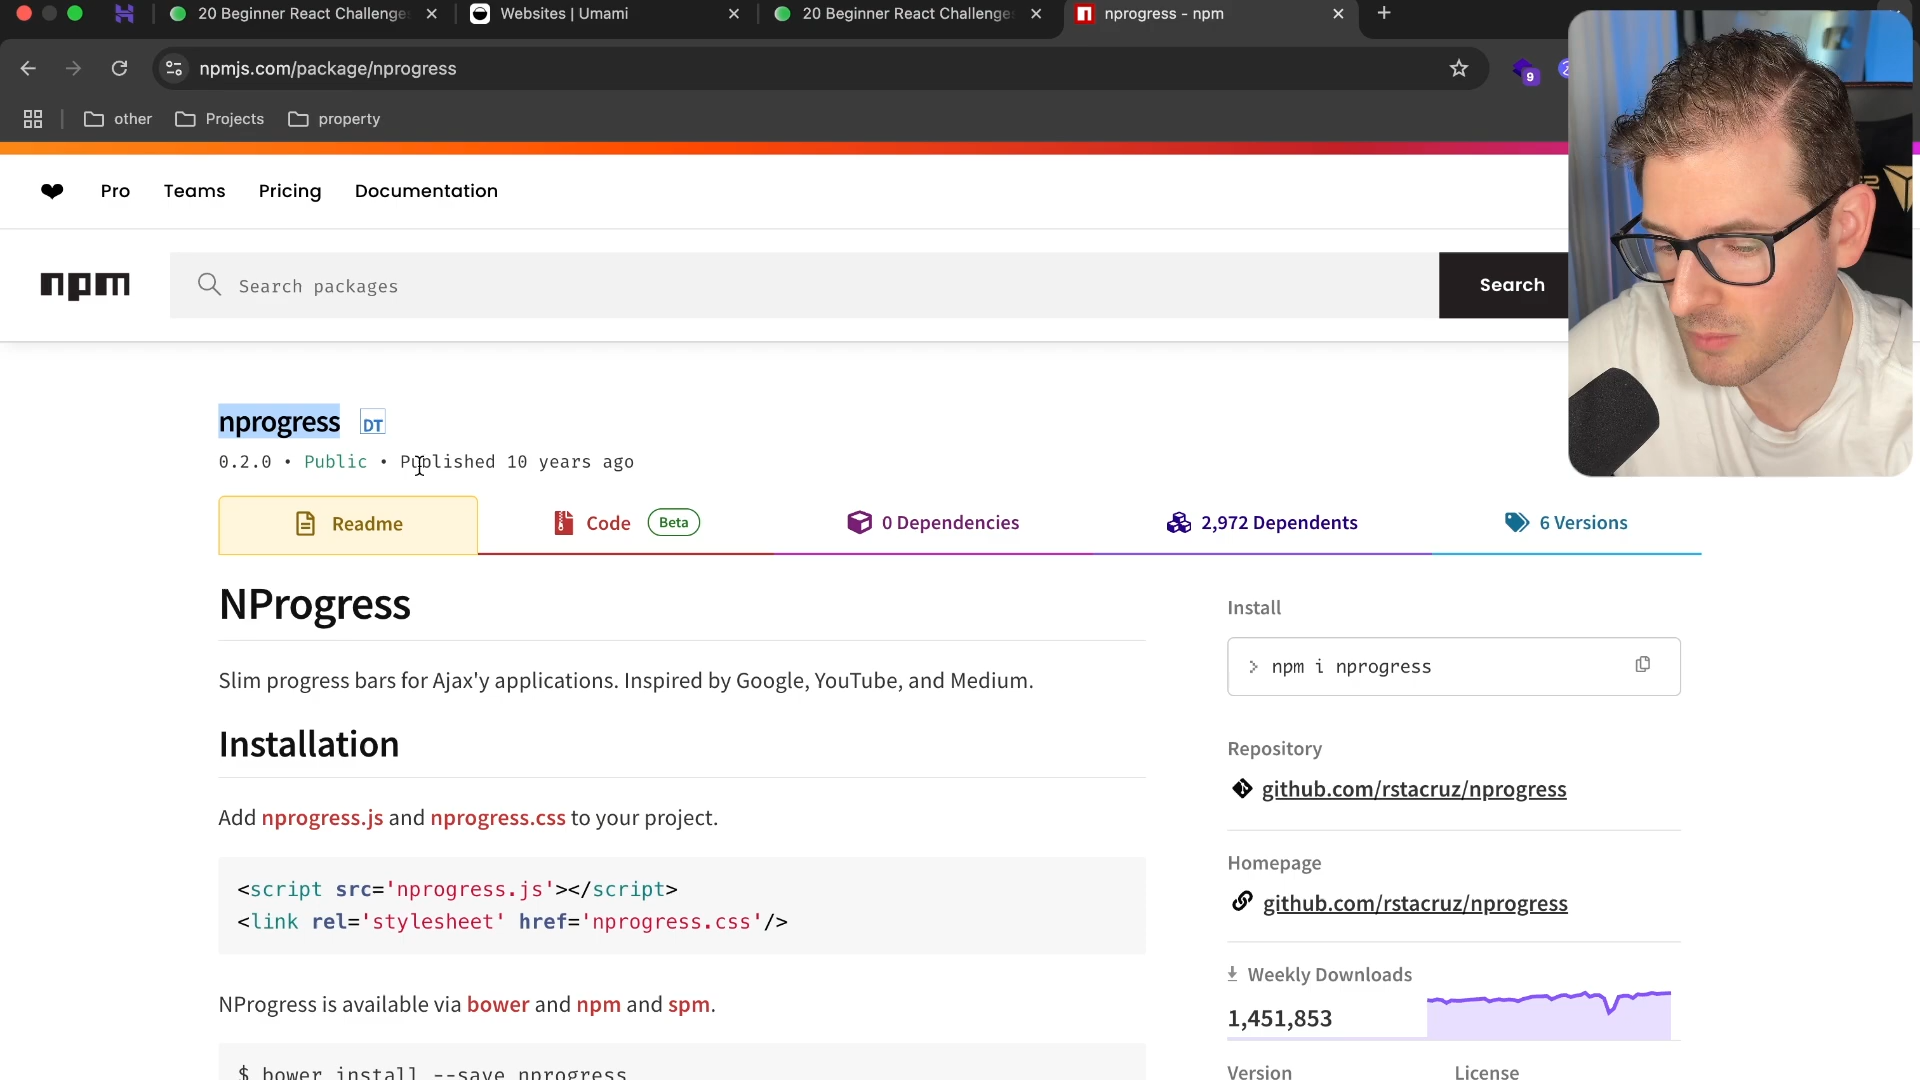 20 Beginner React Challenge
Websites | Umami
20 Beginner React Challenge
nprogress - npm
npmjs.com/package/nprogress
9
other
Projects
property
❤ Pro Teams Pricing Documentation
npm
Search packages
Search
nprogress DT
0.2.0 • Public • Published 10 years ago
Readme
Code Beta
0 Dependencies
2,972 Dependents
6 Versions
NProgress
Slim progress bars for Ajax'y applications. Inspired by Google, YouTube, and Medium.
Installation
Add nprogress.js and nprogress.css to your project.
<script src='nprogress.js'></script>
<link rel='stylesheet' href='nprogress.css'/>
NProgress is available via bower and npm and spm.
$ bower install --save nprogress
Install
> npm i nprogress
Repository
github.com/rstacruz/nprogress
Homepage
github.com/rstacruz/nprogress
Weekly Downloads
1,451,853
Version
License